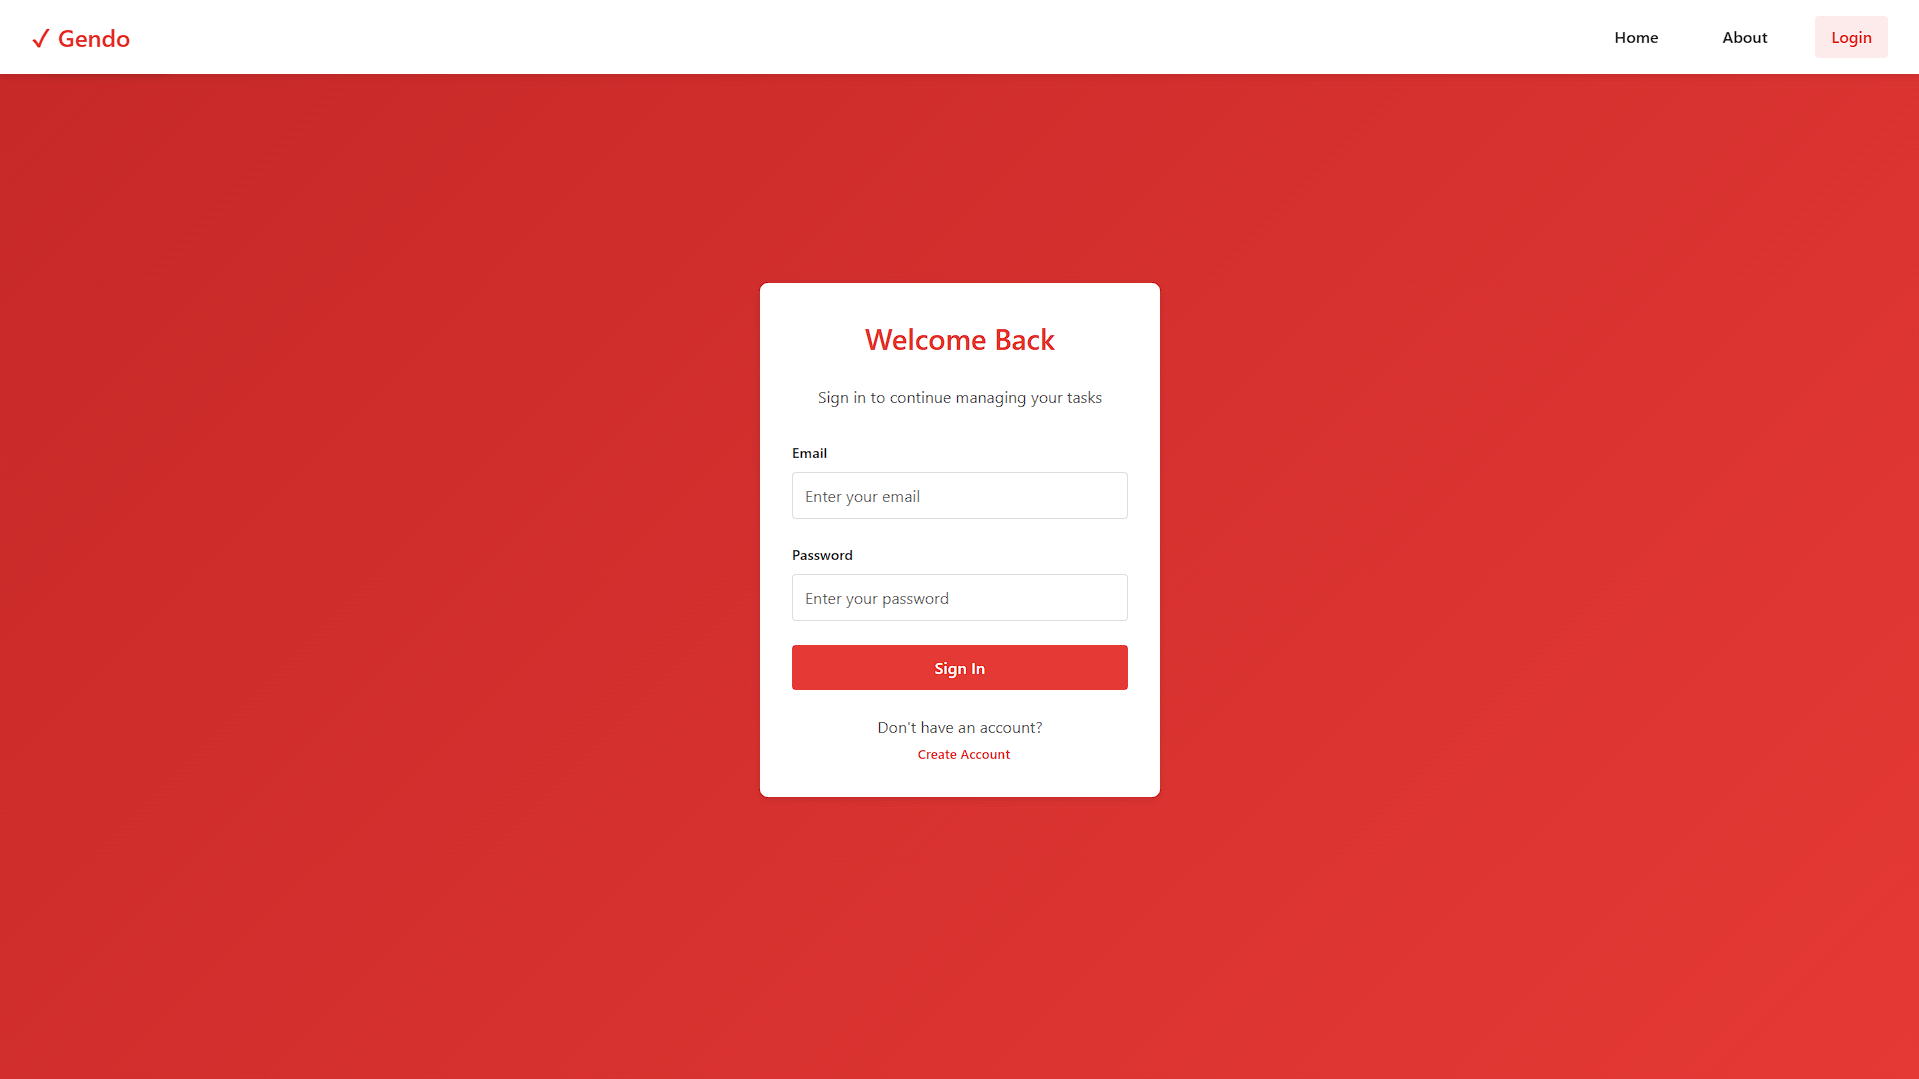 ✓ Gendo
Home
About
Login
Welcome Back
Sign in to continue managing your tasks
Email
Enter your email
Password
Enter your password
Sign In
Don't have an account?
Create Account